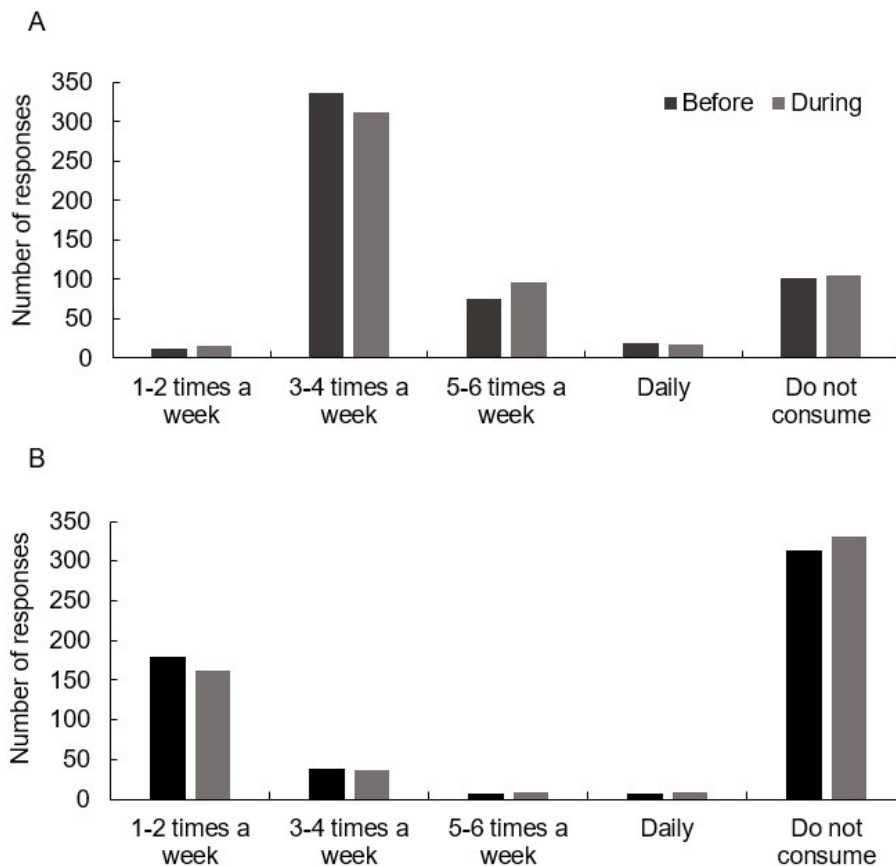 A
Number of responses
350
300
250
200
150
100
50
0
Before During
1-2 times a
week
3-4 times a
week
5-6 times a
week
Daily
Do not
consume
B
Number of responses
350
300
250
200
150
100
50
0
1-2 times a
week
3-4 times a
week
5-6 times a
week
Daily
Do not
consume